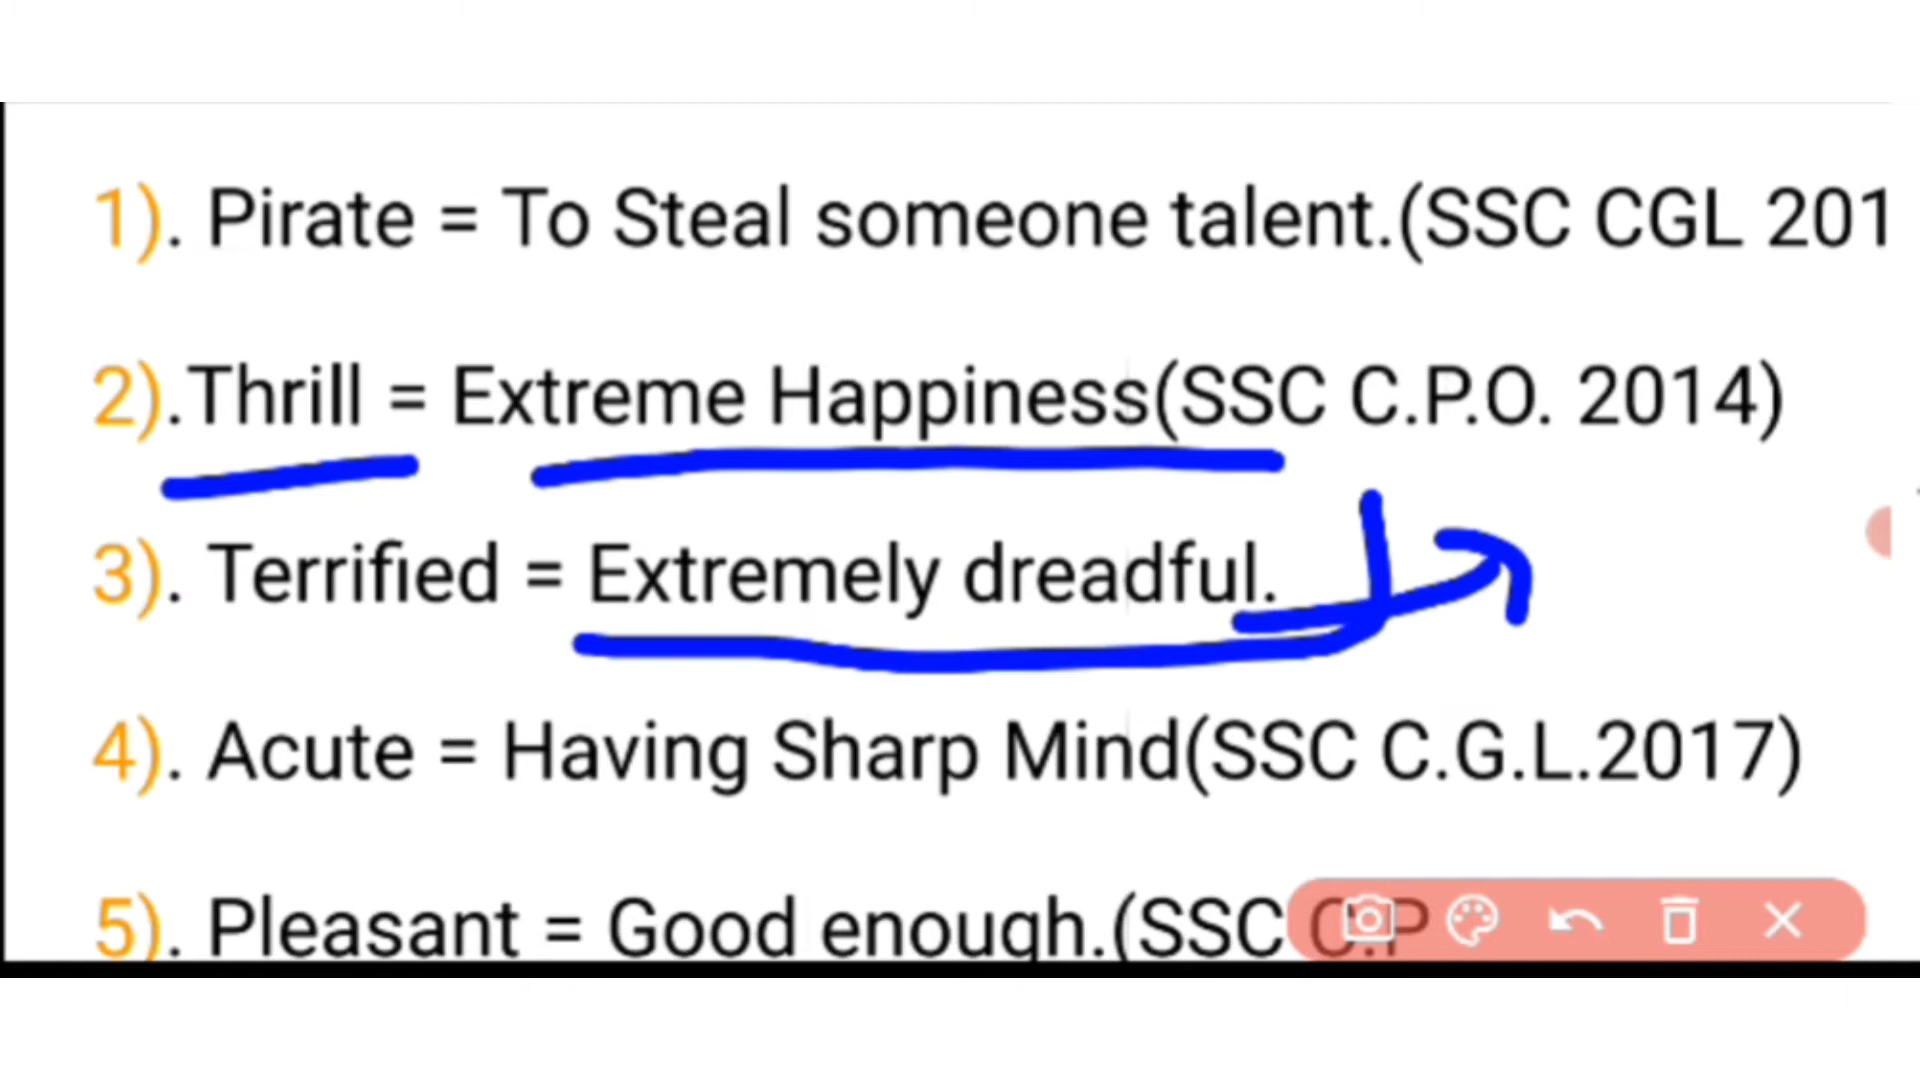 1). Pirate = To Steal someone talent.(SSC CGL 201
2).Thrill = Extreme Happiness(SSC C.P.O. 2014)
3). Terrified = Extremely dreadful.
4). Acute = Having Sharp Mind(SSC C.G.L.2017)
5). Pleasant = Good enough.(SSC C.P